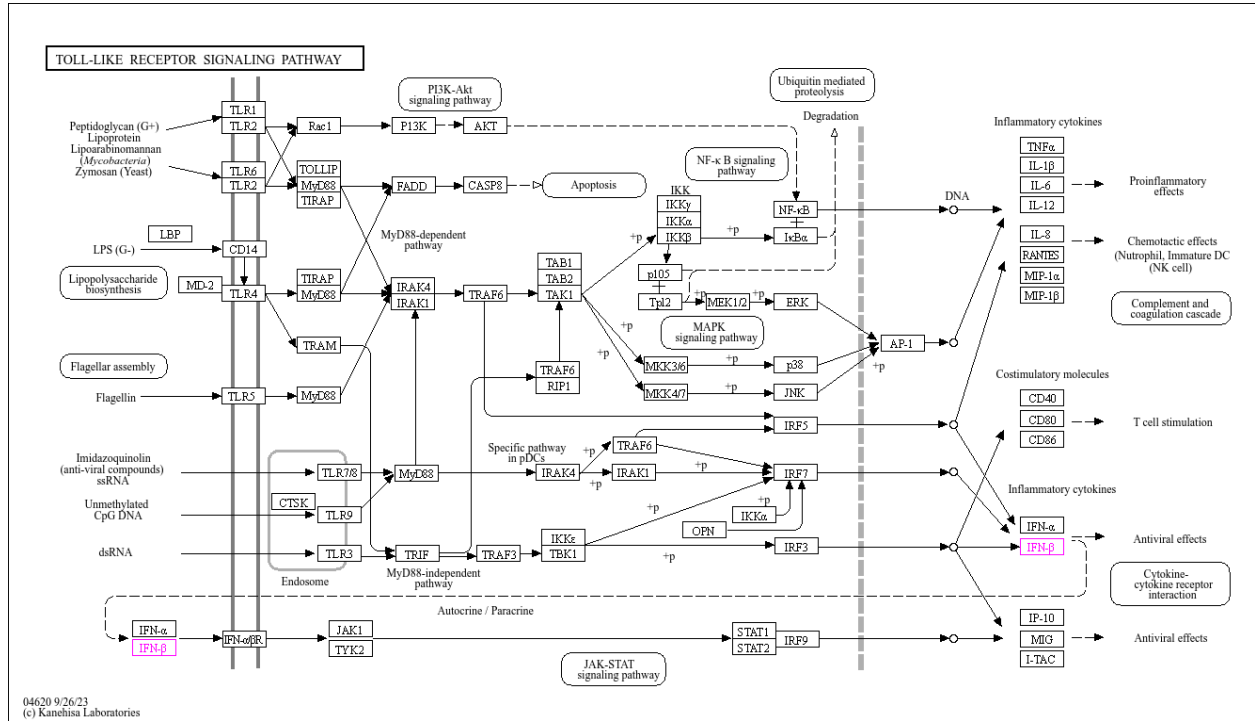 TOLL-LIKE RECEPTOR SIGNALING PATHWAY
PI3K-Akt
signaling pathway
Ubiquitin mediated
proteolysis
Degradation
Inflammatory cytokines
TLR1
TLR2
Peptidoglycan (G+)
Lipoprotein
Lipoarabinomannan
(Mycobacteria)
Zymosan (Yeast)
Rac1
P13K
AKT
TNFα
IL-1β
IL-6
IL-12
Proinflammatory
effects
TLR6
TLR2
TOLLIP
MyD88
TIRAP
FADD
CASP8
Apoptosis
NF-κ B signaling
pathway
IKK
IKKγ
IKKα
IKKβ
NF-κB
IκBα
DNA
+p
+p
MyD88-dependent
pathway
LBP
LPS (G-)
CD14
IL-8
RANTES
MIP-1α
MIP-1β
Chemotactic effects
(Nutrophil, Immature DC
(NK cell)
Lipopolysaccharide
biosynthesis
MD-2
TLR4
TIRAP
MyD88
IRAK4
IRAK1
TRAF6
TAB1
TAB2
TAK1
p105
Tpl2
+p
MEK1/2
+p
ERK
Complement and
coagulation cascade
MAPK
signaling pathway
TRAM
+p
+p
AP-1
+p
Flagellar assembly
TRAF6
RIP1
MKK3/6
+p
p38
MKK4/7
+p
JNK
Flagellin
TLR5
MyD88
Costimulatory molecules
CD40
CD80
CD86
T cell stimulation
IRF5
Imidazoquinolin
(anti-viral compounds)
ssRNA
TLR7/8
MyD88
Specific pathway
in pDCs
IRAK4
+p
+p
TRAF6
IRAK1
+p
IRF7
Unmethylated
CpG DNA
CTSK
TLR9
+p
IKKα
+p
OPN
Inflammatory cytokines
IFN-α
IFN-β
Antiviral effects
dsRNA
TLR3
Endosome
TRIF
TRAF3
IKKε
TBK1
+p
IRF3
MyD88-independent
pathway
Cytokine-
cytokine receptor
interaction
Autocrine / Paracrine
IFN-α
IFN-β
IFN-α/βR
JAK1
TYK2
STAT1
STAT2
IRF9
IP-10
MIG
I-TAC
Antiviral effects
JAK-STAT
signaling pathway
04620 9/26/23
(c) Kanehisa Laboratories